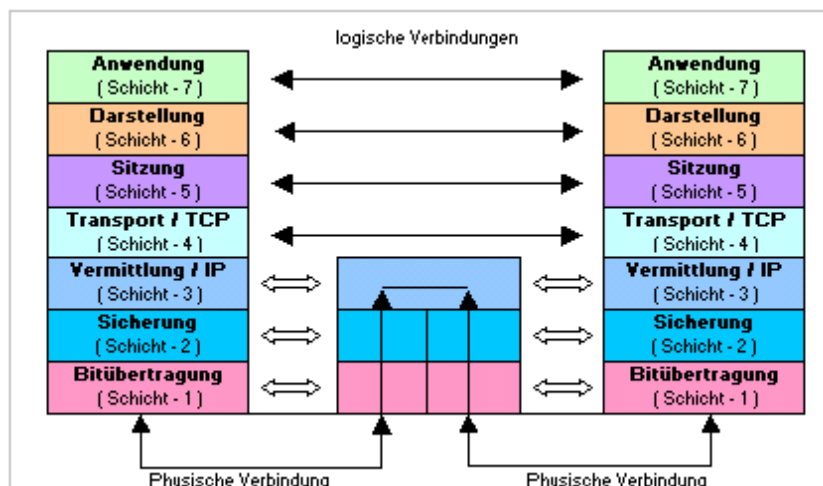 logische Verbindungen
Anwendung
( Schicht - 7 )
Darstellung
( Schicht - 6 )
Sitzung
( Schicht - 5 )
Transport / TCP
( Schicht - 4 )
Vermittlung / IP
( Schicht - 3 )
Sicherung
( Schicht - 2 )
Bitübertragung
( Schicht - 1 )
Anwendung
( Schicht - 7 )
Darstellung
( Schicht - 6 )
Sitzung
( Schicht - 5 )
Transport / TCP
( Schicht - 4 )
Vermittlung / IP
( Schicht - 3 )
Sicherung
( Schicht - 2 )
Bitübertragung
( Schicht - 1 )
Physische Verbindung
Physische Verbindung